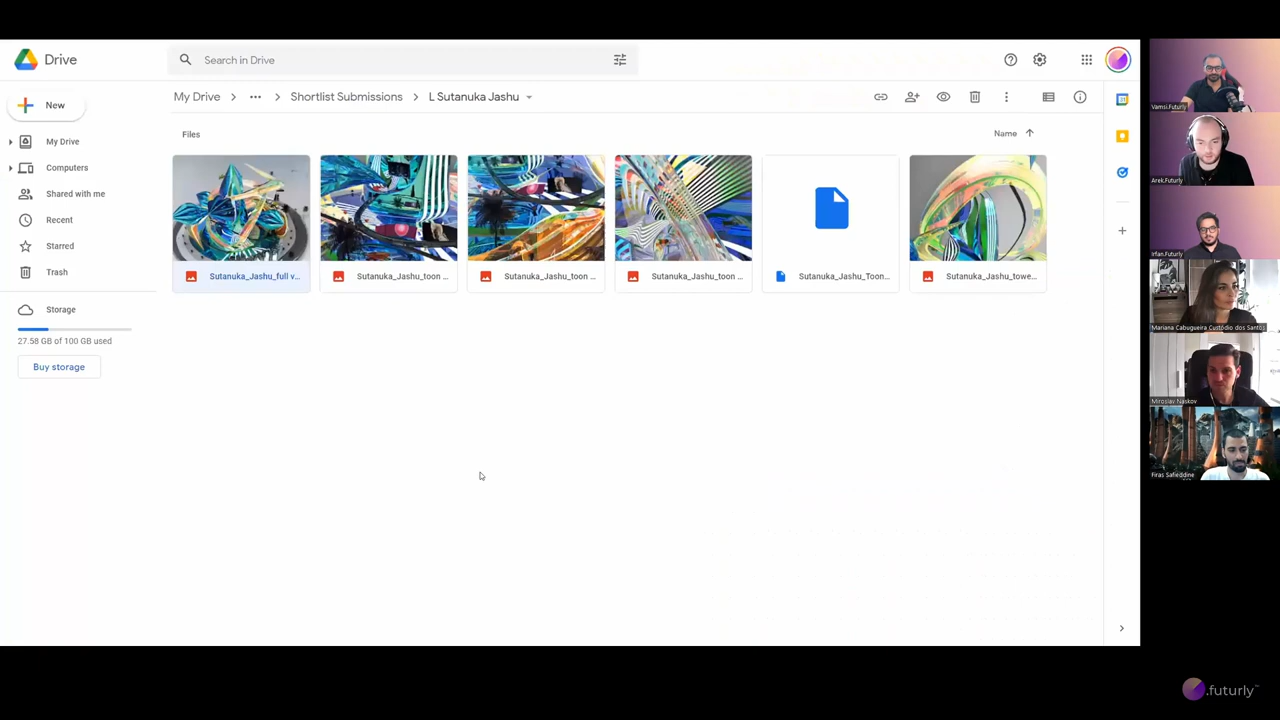 Drive
Search in Drive
New
My Drive
Computers
Shared with me
Recent
Starred
Trash
Storage
27.58 GB of 100 GB used
Buy storage
My Drive
Shortlist Submissions
L Sutanuka Jashu
Files
Name
Sutanuka_Jashu_full v...
Sutanuka_Jashu_toon ...
Sutanuka_Jashu_toon ...
Sutanuka_Jashu_toon ...
Sutanuka_Jashu_Toon...
Sutanuka_Jashu_towe...
31
Vamsi.Futurly
Arek.Futurly
Irfan.Futurly
Mariana Cabugueira Custódio dos Santos
Miroslav Naskov
Firas Safieddine
.futurly™